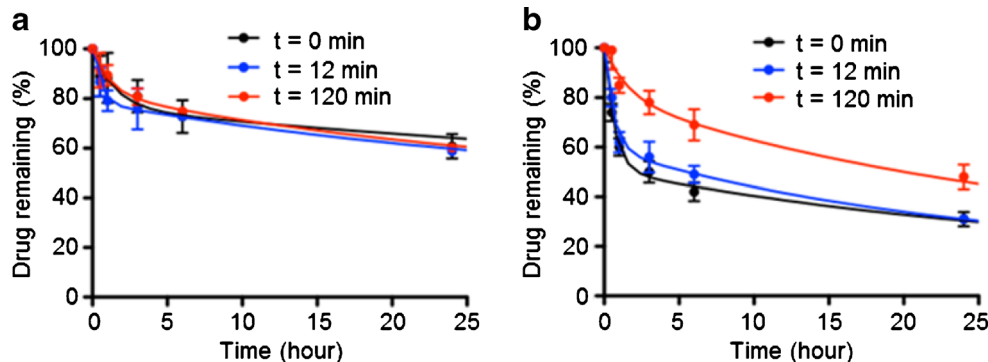 a
100
80
60
40
20
0
Drug remaining (%)
t = 0 min
t = 12 min
t = 120 min
0 5 10 15 20 25
Time (hour)
b
100
80
60
40
20
0
Drug remaining (%)
t = 0 min
t = 12 min
t = 120 min
0 5 10 15 20 25
Time (hour)